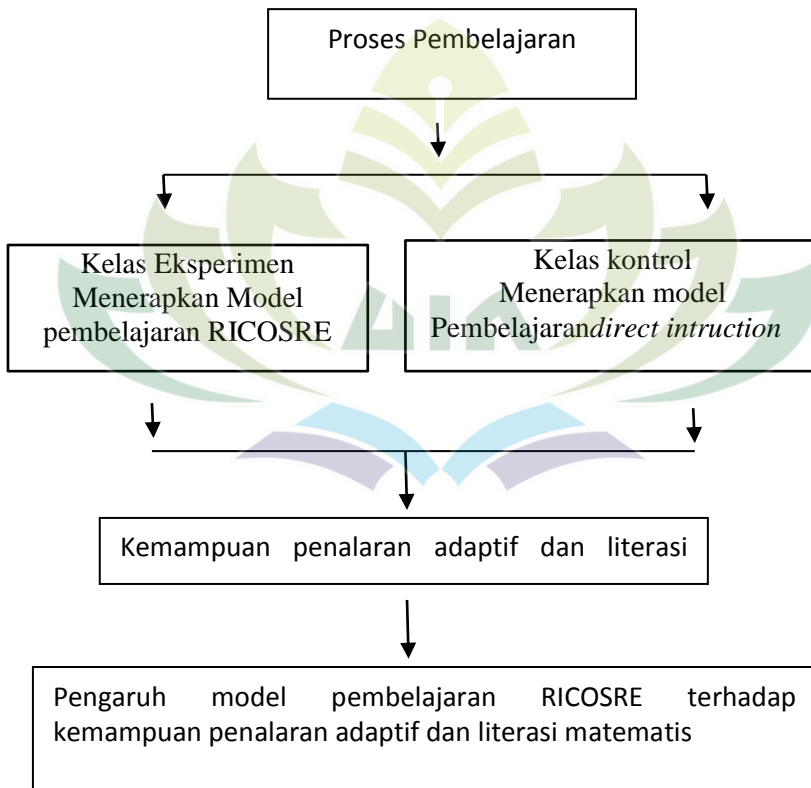 Proses Pembelajaran
Kelas Eksperimen
Menerapkan Model
pembelajaran RICOSRE
Kelas kontrol
Menerapkan model
Pembelajarandirect intruction
Kemampuan penalaran adaptif dan literasi
Pengaruh model pembelajaran RICOSRE terhadap
kemampuan penalaran adaptif dan literasi matematis